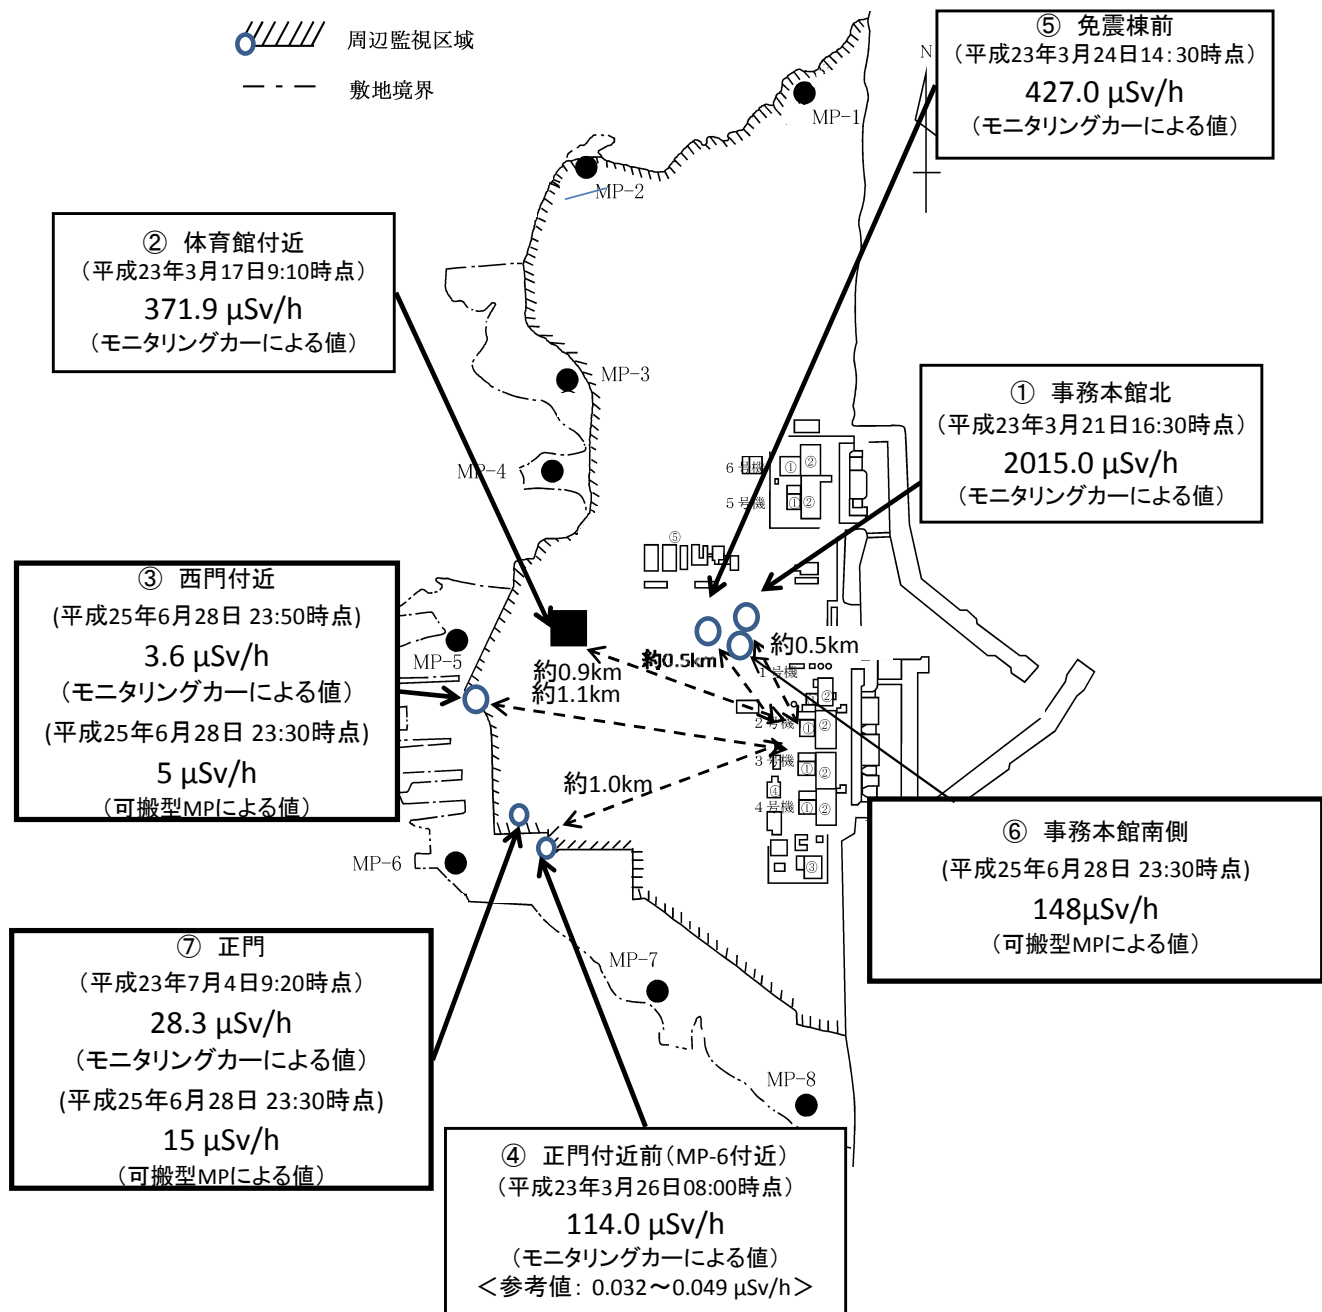 周辺監視区域
敷地境界
⑤ 免震棟前
（平成23年3月24日14：30時点）
427.0 μSv/h
（モニタリングカーによる値）
N
MP-1
MP-2
② 体育館付近
（平成23年3月17日9:10時点）
371.9 μSv/h
（モニタリングカーによる値）
MP-3
① 事務本館北
（平成23年3月21日16:30時点）
2015.0 μSv/h
（モニタリングカーによる値）
MP-4
６号機
①
②
５号機
①
②
⑤
③ 西門付近
(平成25年6月28日 23:50時点)
3.6 μSv/h
（モニタリングカーによる値）
(平成25年6月28日 23:30時点)
5 μSv/h
（可搬型MPによる値）
MP-5
約0.9km
約1.1km
約0.5km
約0.5km
１号機
②
２号機
①
②
３号機
①
②
約1.0km
④
４号機
①
②
MP-6
③
⑥ 事務本館南側
(平成25年6月28日 23:30時点)
148μSv/h
（可搬型MPによる値）
⑦ 正門
（平成23年7月4日9:20時点）
28.3 μSv/h
（モニタリングカーによる値）
(平成25年6月28日 23:30時点)
15 μSv/h
（可搬型MPによる値）
MP-7
MP-8
④ 正門付近前（MP-6付近）
（平成23年3月26日08:00時点）
114.0 μSv/h
（モニタリングカーによる値）
＜参考値： 0.032～0.049 μSv/h＞